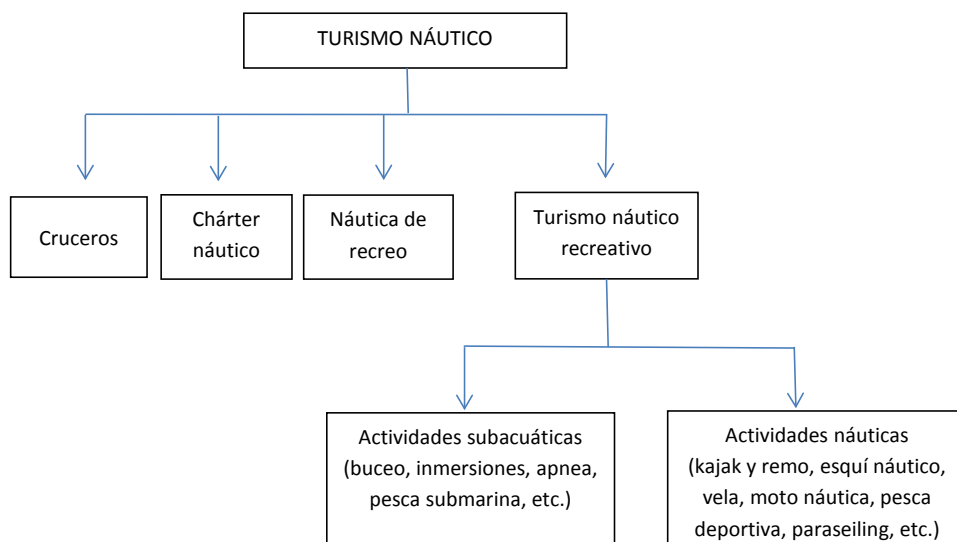 TURISMO NÁUTICO
Cruceros
Chárter
náutico
Náutica de
recreo
Turismo náutico
recreativo
Actividades subacuáticas
(buceo, inmersiones, apnea,
pesca submarina, etc.)
Actividades náuticas
(kajak y remo, esquí náutico,
vela, moto náutica, pesca
deportiva, paraseiling, etc.)